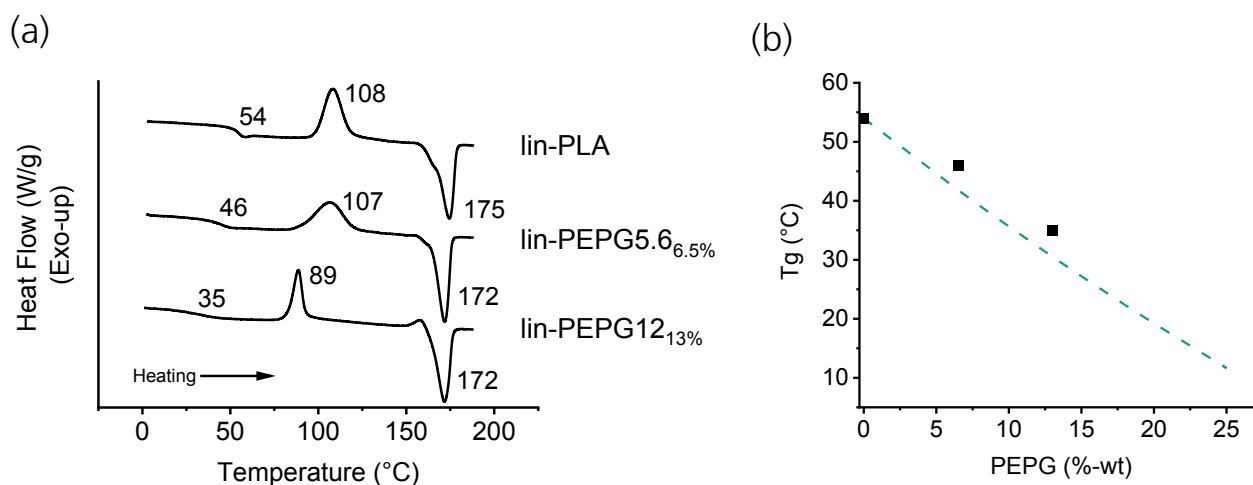 (a)
Heat Flow (W/g)
(Exo-up)
54
108
lin-PLA
175
46
107
lin-PEPG5.6₆.₅%
172
35
89
lin-PEPG12₁₃%
172
Heating
0
50
100
150
200
Temperature (°C)
(b)
Tg (°C)
60
50
40
30
20
10
0
5
10
15
20
25
PEPG (%-wt)